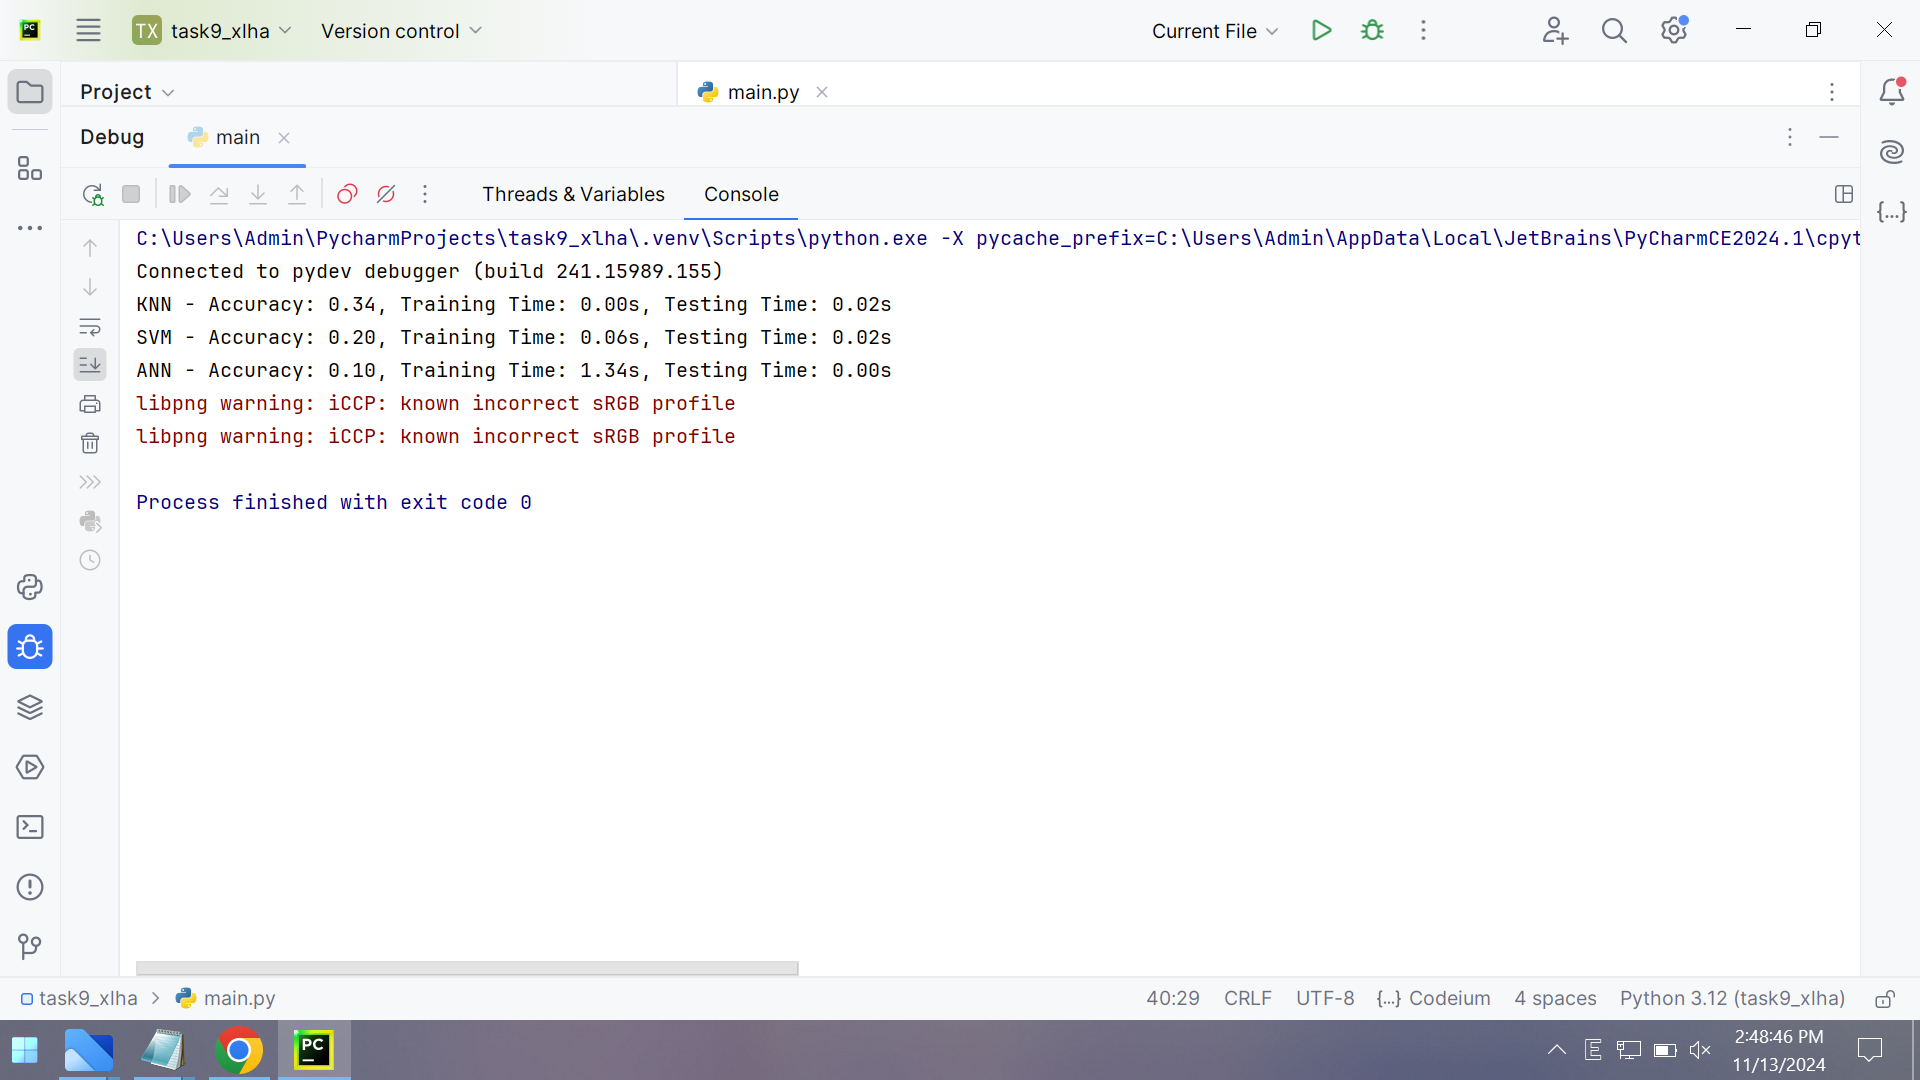 PC
TX task9_xlha Version control Current File
Project main.py
Debug main
Threads & Variables Console
C:\Users\Admin\PycharmProjects\task9_xlha\.venv\Scripts\python.exe -X pycache_prefix=C:\Users\Admin\AppData\Local\JetBrains\PyCharmCE2024.1\cpyt
Connected to pydev debugger (build 241.15989.155)
KNN - Accuracy: 0.34, Training Time: 0.00s, Testing Time: 0.02s
SVM - Accuracy: 0.20, Training Time: 0.06s, Testing Time: 0.02s
ANN - Accuracy: 0.10, Training Time: 1.34s, Testing Time: 0.00s
libpng warning: iCCP: known incorrect sRGB profile
libpng warning: iCCP: known incorrect sRGB profile
Process finished with exit code 0
task9_xlha > main.py 40:29 CRLF UTF-8 {...} Codeium 4 spaces Python 3.12 (task9_xlha)
PC
E
2:48:46 PM
11/13/2024